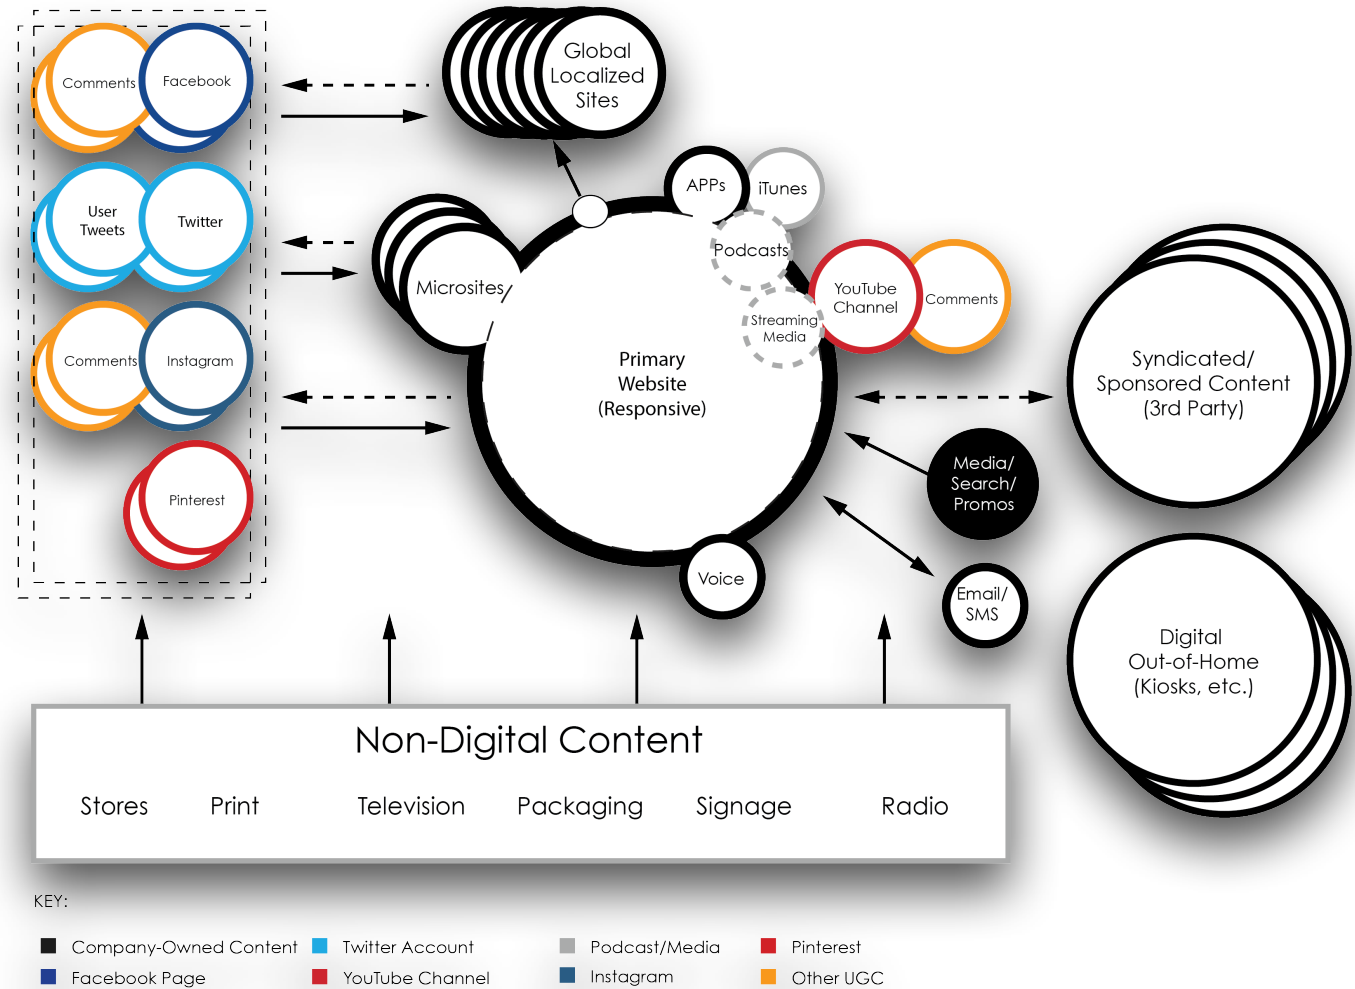 Comments
Facebook
Global
Localized
Sites
User
Tweets
Twitter
APPs
iTunes
Podcasts
Microsites
YouTube
Channel
Comments
Streaming
Media
Comments
Instagram
Primary
Website
(Responsive)
Syndicated/
Sponsored Content
(3rd Party)
Pinterest
Media/
Search/
Promos
Voice
Email/
SMS
Digital
Out-of-Home
(Kiosks, etc.)
Non-Digital Content
Stores Print Television Packaging Signage Radio
KEY:
Company-Owned Content Twitter Account Podcast/Media Pinterest
Facebook Page YouTube Channel Instagram Other UGC